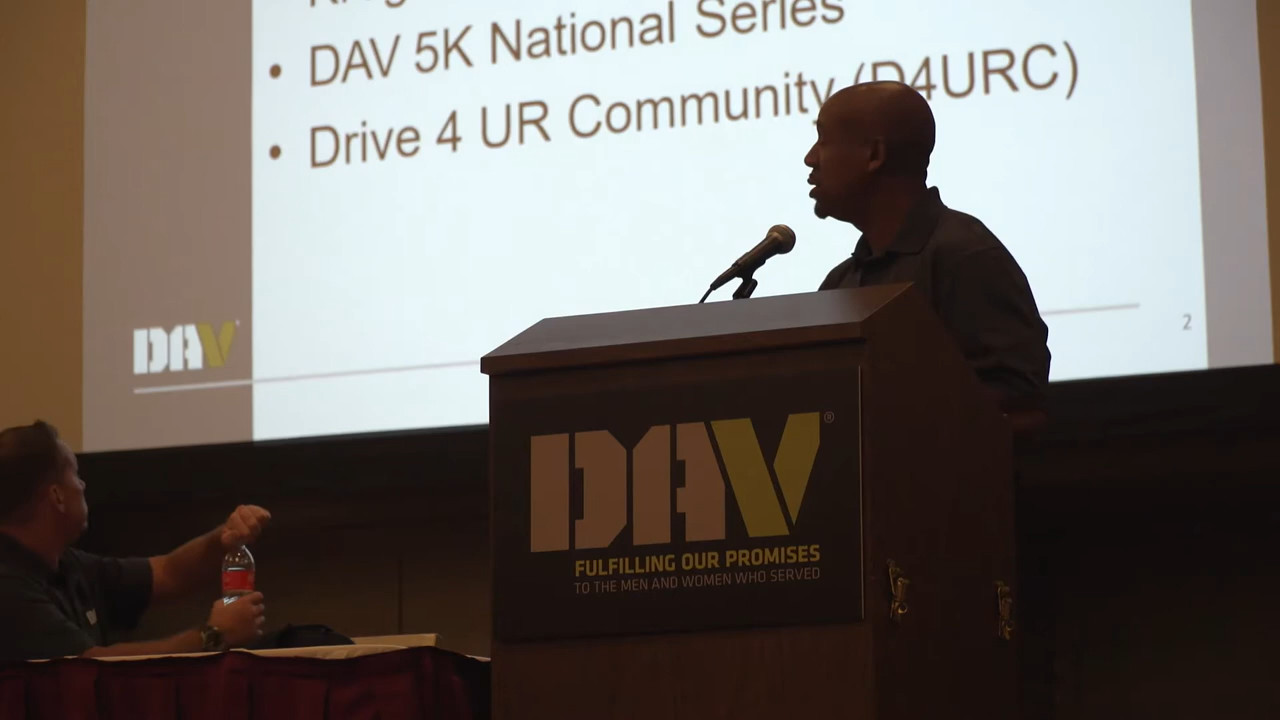 • DAV 5K National Series
• Drive 4 UR Community (D4URC)
DAV
2
DAV®
FULFILLING OUR PROMISES
TO THE MEN AND WOMEN WHO SERVED